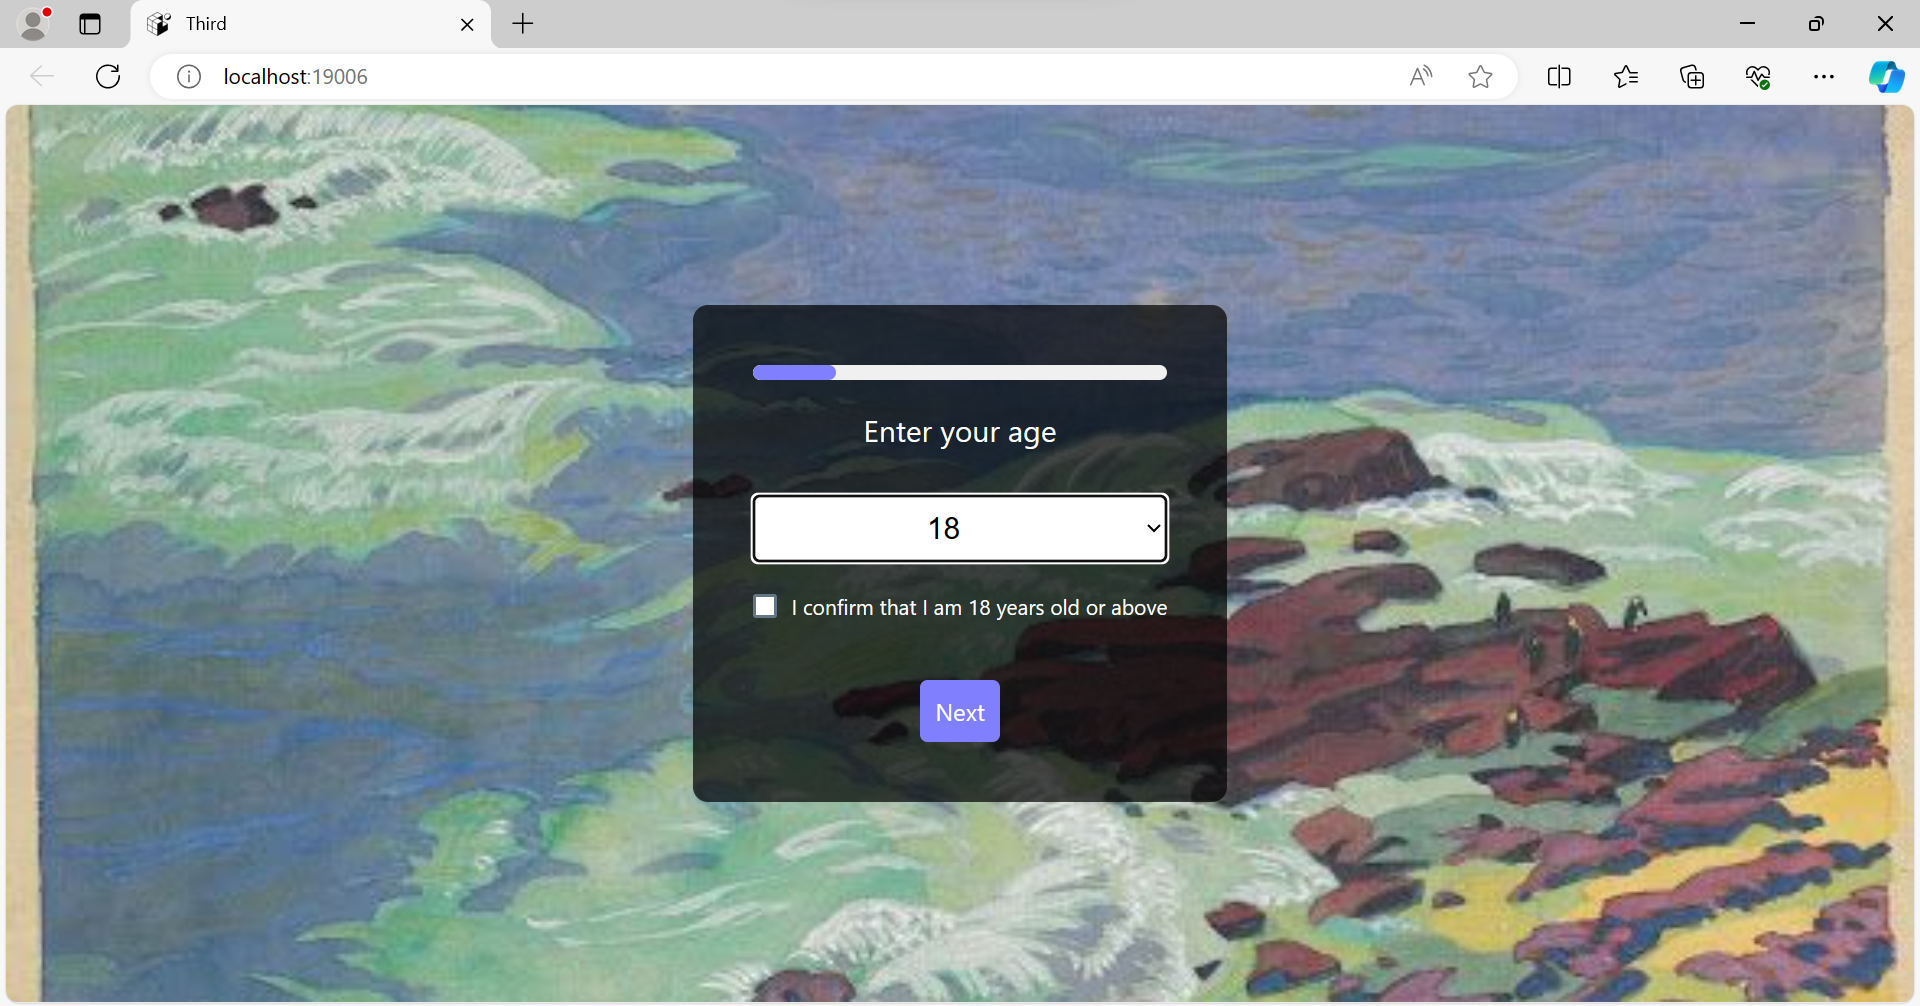 Third
localhost:19006
Enter your age
18
I confirm that I am 18 years old or above
Next